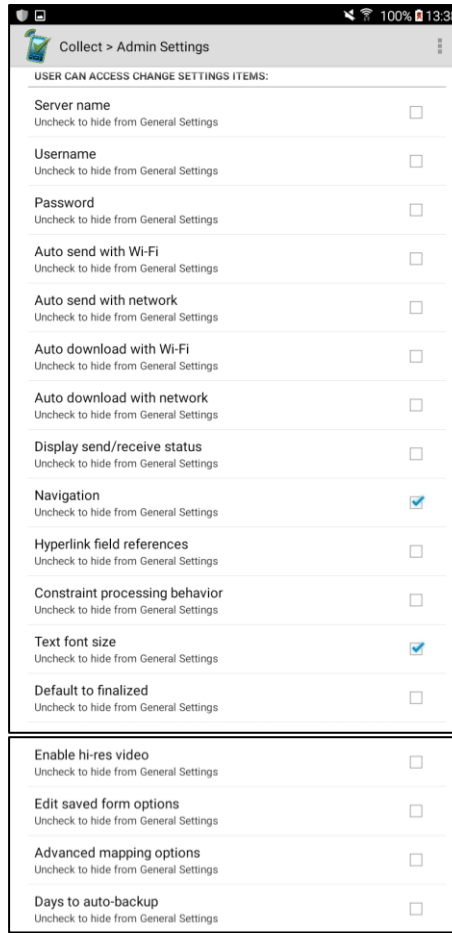 100% 13:38
Collect > Admin Settings
USER CAN ACCESS CHANGE SETTINGS ITEMS:
Server name
Uncheck to hide from General Settings
Username
Uncheck to hide from General Settings
Password
Uncheck to hide from General Settings
Auto send with Wi-Fi
Uncheck to hide from General Settings
Auto send with network
Uncheck to hide from General Settings
Auto download with Wi-Fi
Uncheck to hide from General Settings
Auto download with network
Uncheck to hide from General Settings
Display send/receive status
Uncheck to hide from General Settings
Navigation
Uncheck to hide from General Settings
Hyperlink field references
Uncheck to hide from General Settings
Constraint processing behavior
Uncheck to hide from General Settings
Text font size
Uncheck to hide from General Settings
Default to finalized
Uncheck to hide from General Settings
Enable hi-res video
Uncheck to hide from General Settings
Edit saved form options
Uncheck to hide from General Settings
Advanced mapping options
Uncheck to hide from General Settings
Days to auto-backup
Uncheck to hide from General Settings